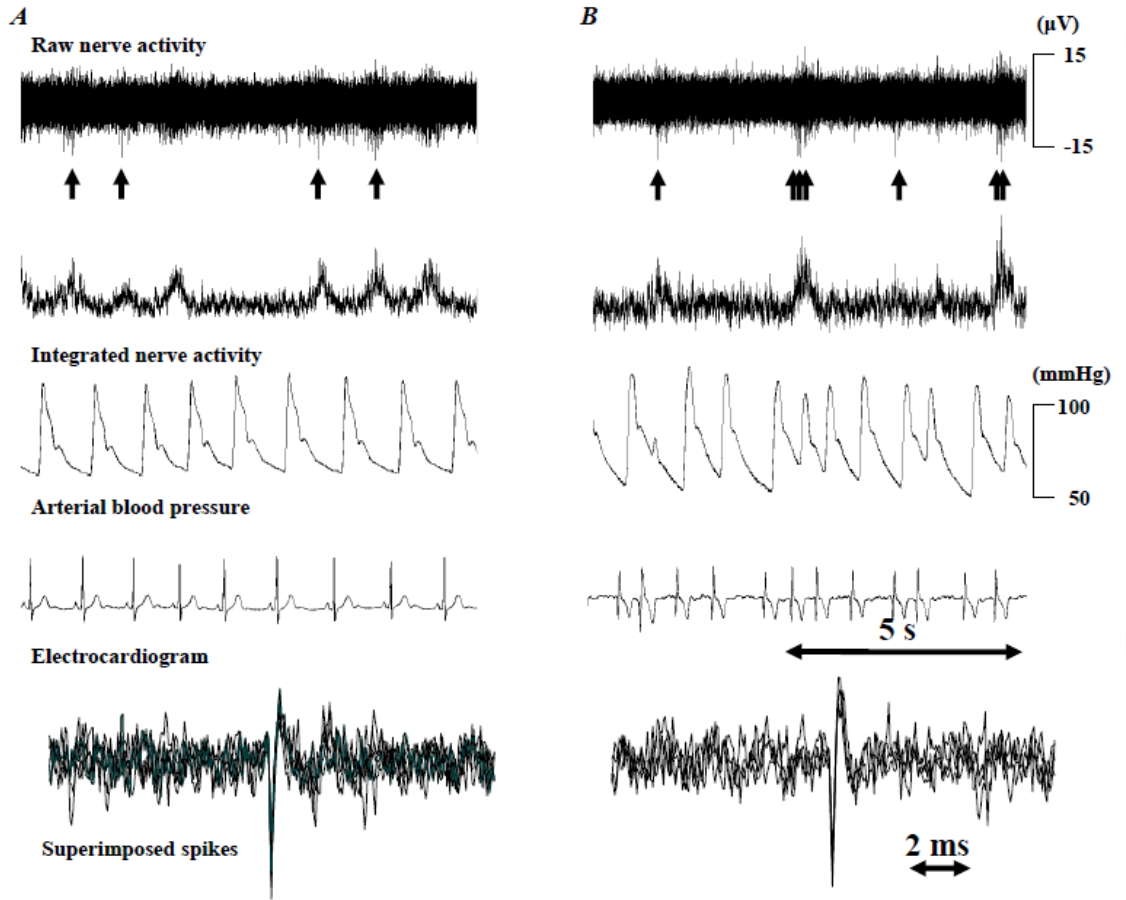 A
B
(μV)
Raw nerve activity
15
-15
Integrated nerve activity
(mmHg)
100
50
Arterial blood pressure
5 s
Electrocardiogram
Superimposed spikes
2 ms